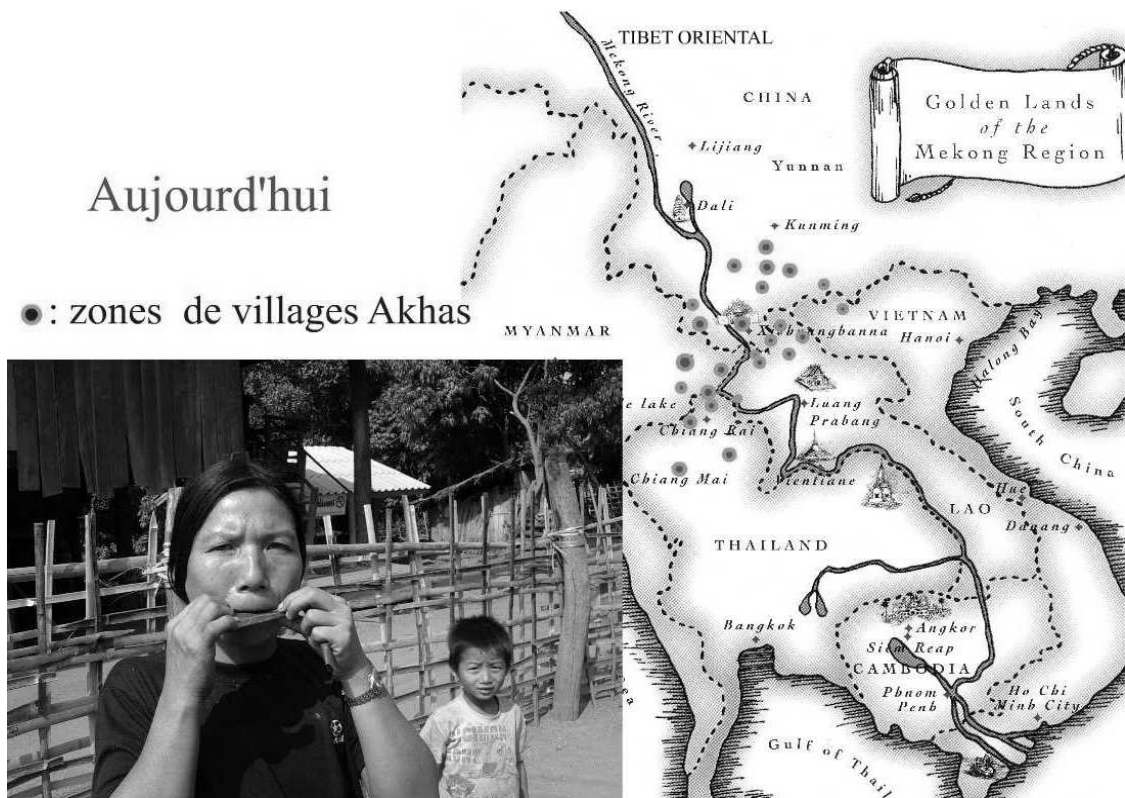 TIBET ORIENTAL
Mekong River
CHINA
Golden Lands
of the
Mekong Region
Lijiang
Yunnan
Aujourd'hui
Dali
Kunming
: zones de villages Akhas
MYANMAR
VIETNAM
Hanoi
Halong Bay
South China
e lake
Luang
Prabang
Chiang Rai
Chiang Mai
Vientiane
Hue
LAO
Danang
THAILAND
Bangkok
Angkor
Siem Reap
CAMBODIA
Phnom
Penh
Ho Chi
Minh City
Gulf of Thail